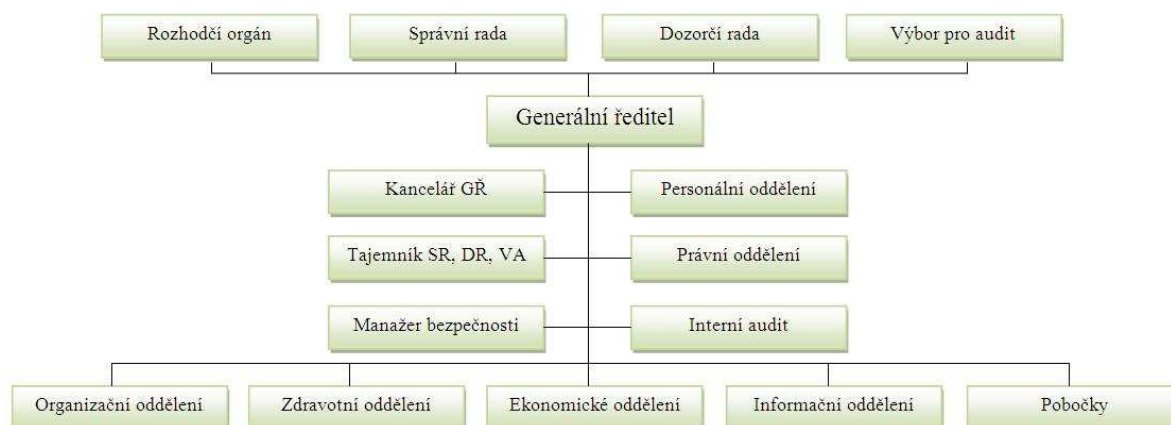 Rozhodčí orgán
Správní rada
Dozorčí rada
Výbor pro audit
Generální ředitel
Kancelář GŘ
Personální oddělení
Tajemník SR, DR, VA
Právní oddělení
Manažer bezpečnosti
Interní audit
Organizační oddělení
Zdravotní oddělení
Ekonomické oddělení
Informační oddělení
Pobočky